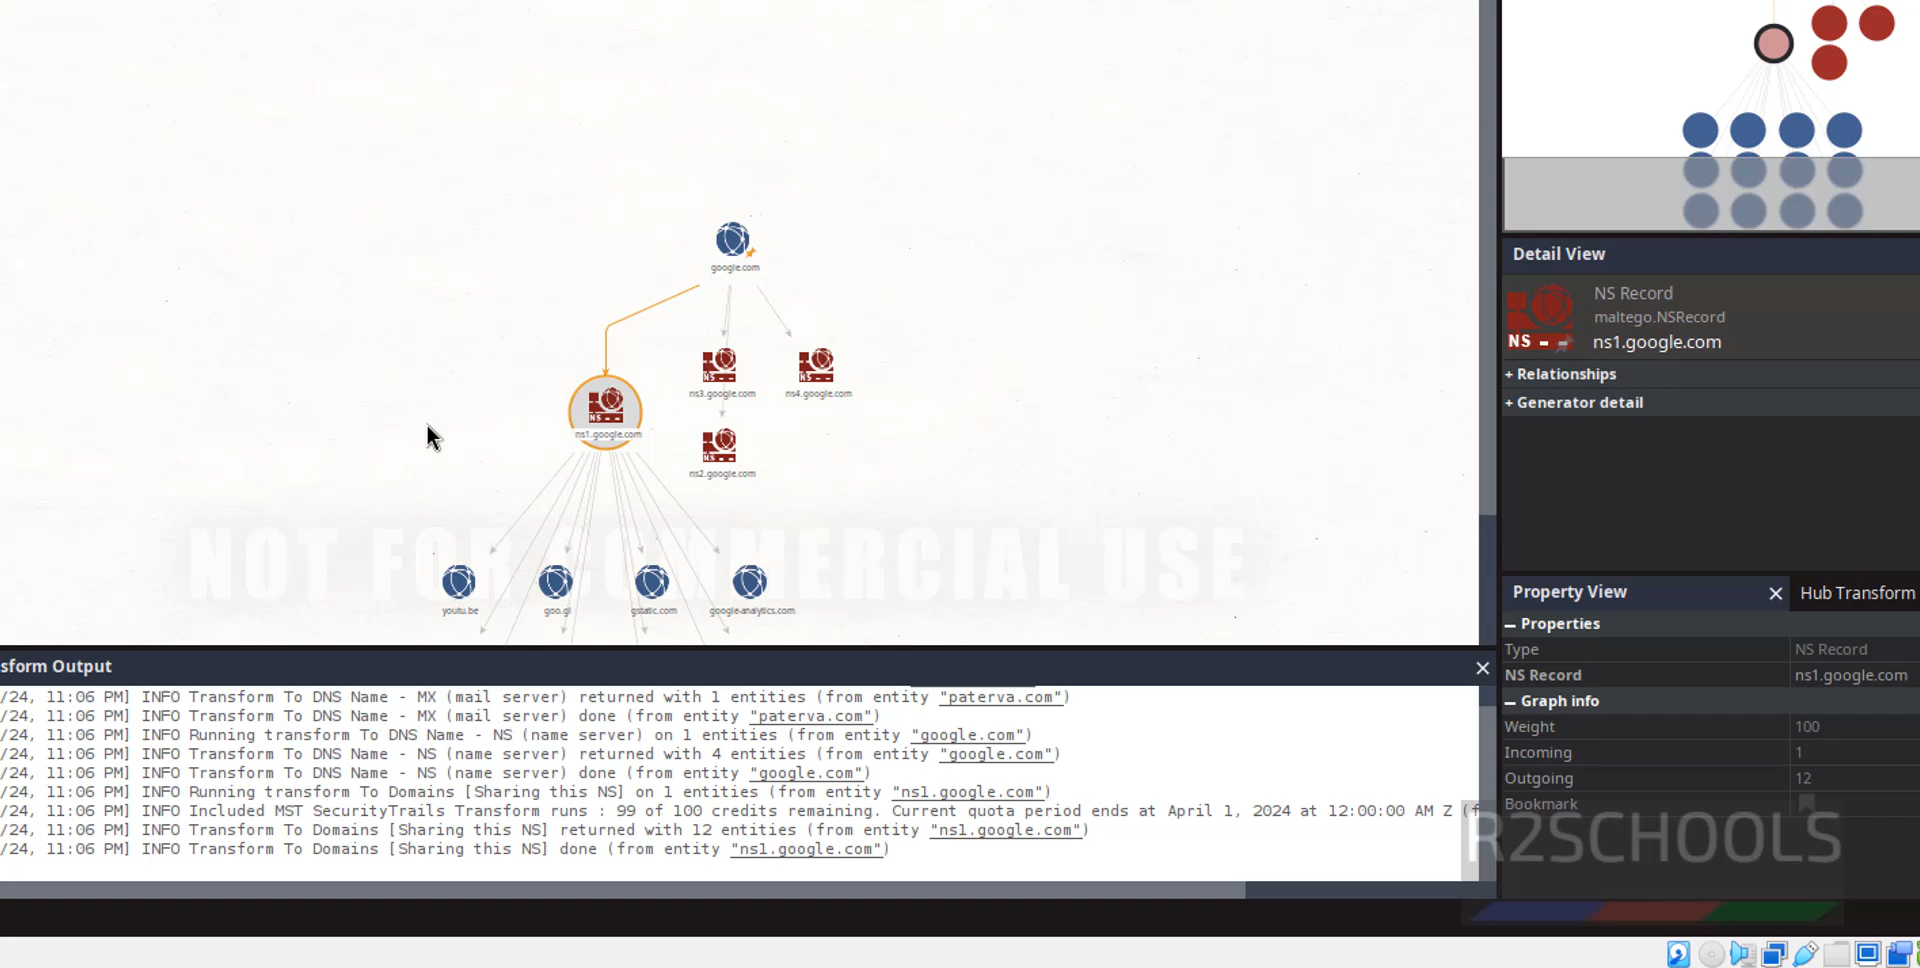 google.com
ns3.google.com
ns4.google.com
ns1.google.com
ns2.google.com
youtu.be
goo.gl
gstatic.com
google-analytics.com
NOT FOR COMMERCIAL USE
sform Output
/24, 11:06 PM] INFO Transform To DNS Name - MX (mail server) returned with 1 entities (from entity "paterva.com")
/24, 11:06 PM] INFO Transform To DNS Name - MX (mail server) done (from entity "paterva.com")
/24, 11:06 PM] INFO Running transform To DNS Name - NS (name server) on 1 entities (from entity "google.com")
/24, 11:06 PM] INFO Transform To DNS Name - NS (name server) returned with 4 entities (from entity "google.com")
/24, 11:06 PM] INFO Transform To DNS Name - NS (name server) done (from entity "google.com")
/24, 11:06 PM] INFO Running transform To Domains [Sharing this NS] on 1 entities (from entity "ns1.google.com")
/24, 11:06 PM] INFO Included MST SecurityTrails Transform runs : 99 of 100 credits remaining. Current quota period ends at April 1, 2024 at 12:00:00 AM Z (f
/24, 11:06 PM] INFO Transform To Domains [Sharing this NS] returned with 12 entities (from entity "ns1.google.com")
/24, 11:06 PM] INFO Transform To Domains [Sharing this NS] done (from entity "ns1.google.com")
Detail View
NS Record
maltego.NSRecord
NS
ns1.google.com
+ Relationships
+ Generator detail
Property View
Hub Transform
Properties
Type NS Record
NS Record ns1.google.com
Graph info
Weight 100
Incoming 1
Outgoing 12
Bookmark
R2SCHOOLS